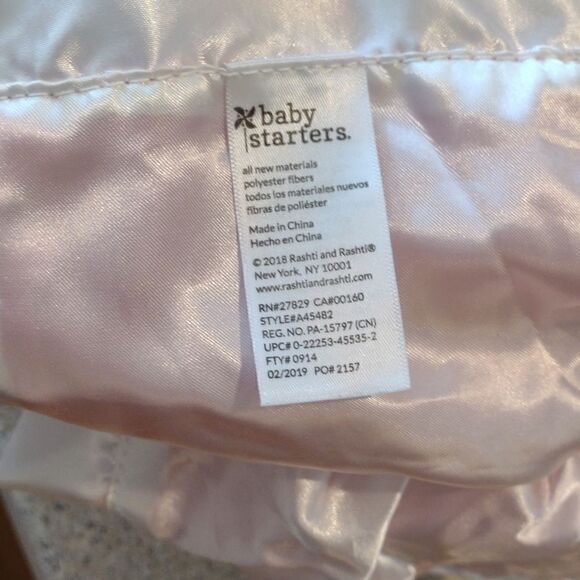 baby
starters.
all new materials
polyester fibers
todos los materiales nuevos
fibras de poliéster
Made in China
Hecho en China
© 2018 Rashti and Rashti®
New York, NY 10001
www.rashtiandrashti.com
RN#27829 CA#00160
STYLE#A45482
REG. NO. PA-15797 (CN)
UPC# 0-22253-45535-2
FTY# 0914
02/2019 PO# 2157